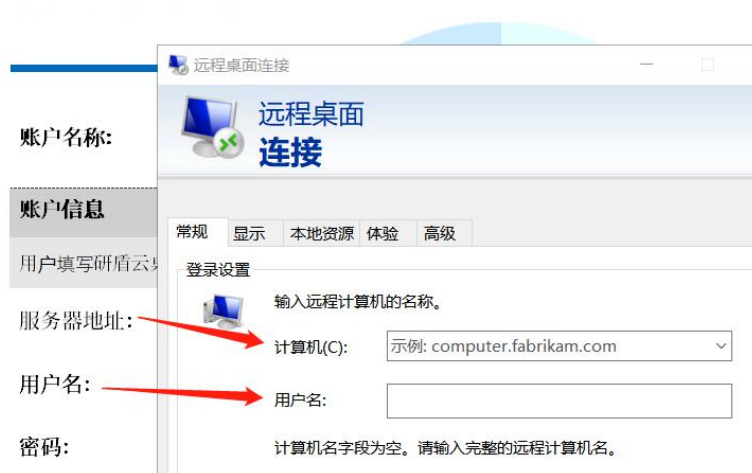 远程桌面连接
远程桌面
连接
账户名称:
账户信息
用户填写研盾云
服务器地址:
用户名:
密码:
常规 显示 本地资源 体验 高级
登录设置
输入远程计算机的名称。
计算机(C): 示例: computer.fabrikam.com
用户名:
计算机名字段为空。请输入完整的远程计算机名。